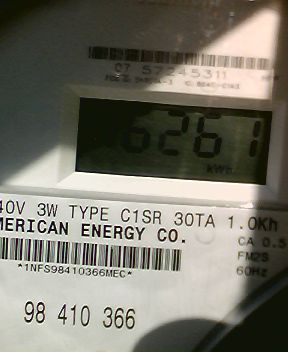 07 57245311
6261
kWh
40V 3W TYPE C1SR 30TA 1.0Kh
MERICAN ENERGY CO.
CA 0.5
*1NFS98410366MEC*
FM2S
60Hz
98 410 366